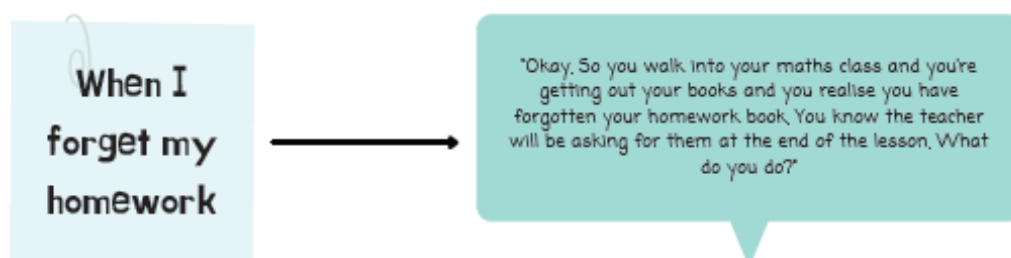 When I
forget my
homework
"Okay. So you walk into your maths class and you're
getting out your books and you realise you have
forgotten your homework book. You know the teacher
will be asking for them at the end of the lesson. What
do you do?"